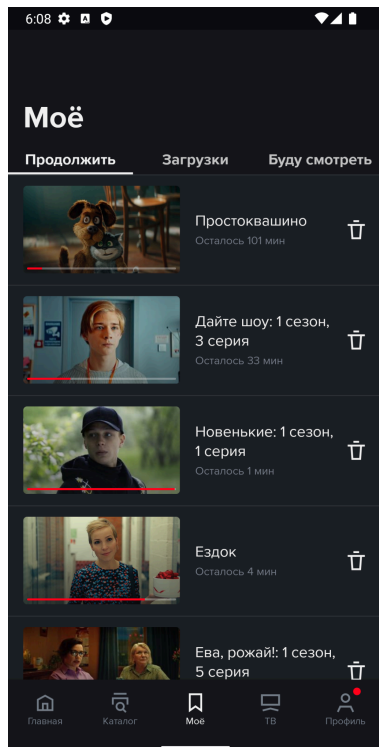 6:08
Моё
Продолжить Загрузки Буду смотреть
Простоквашино
Осталось 101 мин
Дайте шоу: 1 сезон,
3 серия
Осталось 33 мин
Новенькие: 1 сезон,
1 серия
Осталось 1 мин
Ездок
Осталось 4 мин
Ева, рожай!: 1 сезон,
5 серия
Главная Каталог Моё ТВ Профиль